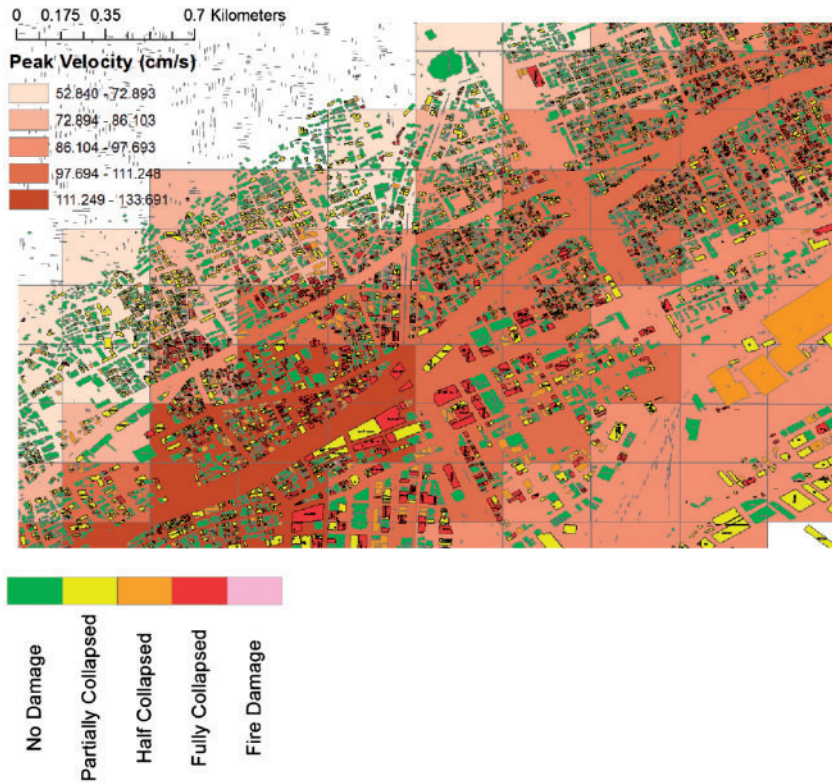 0 0.175 0.35 0.7 Kilometers
Peak Velocity (cm/s)
52.840 - 72.893
72.894 - 86.103
86.104 - 97.693
97.694 - 111.248
111.249 - 133.691
No Damage
Partially Collapsed
Half Collapsed
Fully Collapsed
Fire Damage